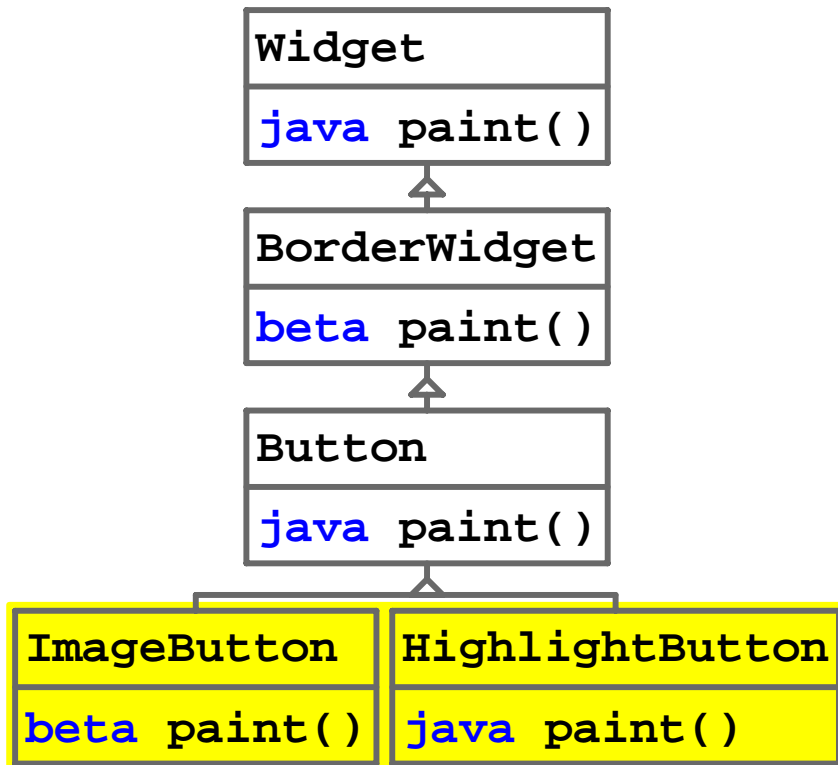 Widget
java paint()
BorderWidget
beta paint()
Button
java paint()
ImageButton
beta paint()
HighlightButton
java paint()